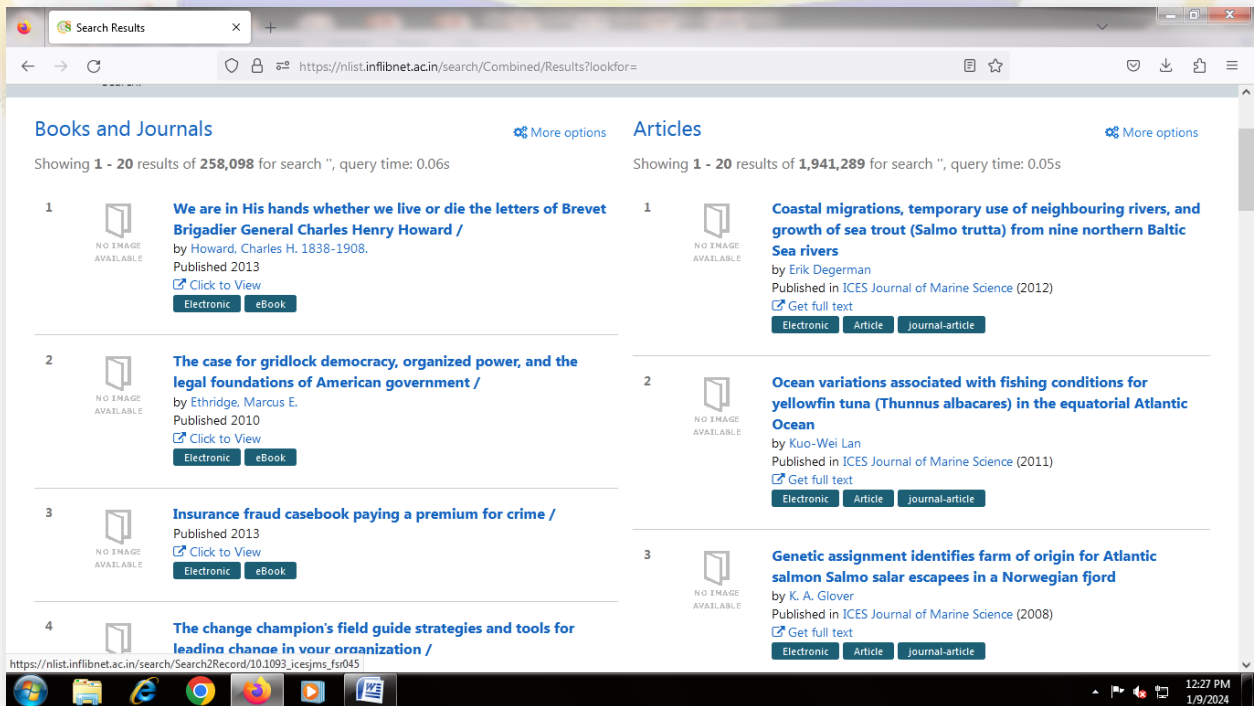 Search Results
https://nlist.inflibnet.ac.in/search/Combined/Results?lookfor=
Books and Journals
More options
Showing 1 - 20 results of 258,098 for search '', query time: 0.06s
1
NO IMAGE
AVAILABLE
We are in His hands whether we live or die the letters of Brevet
Brigadier General Charles Henry Howard /
by Howard, Charles H. 1838-1908.
Published 2013
Click to View
Electronic eBook
2
NO IMAGE
AVAILABLE
The case for gridlock democracy, organized power, and the
legal foundations of American government /
by Ethridge, Marcus E.
Published 2010
Click to View
Electronic eBook
3
NO IMAGE
AVAILABLE
Insurance fraud casebook paying a premium for crime /
Published 2013
Click to View
Electronic eBook
4
The change champion's field guide strategies and tools for
leading change in your organization /
Articles
More options
Showing 1 - 20 results of 1,941,289 for search '', query time: 0.05s
1
NO IMAGE
AVAILABLE
Coastal migrations, temporary use of neighbouring rivers, and
growth of sea trout (Salmo trutta) from nine northern Baltic
Sea rivers
by Erik Degerman
Published in ICES Journal of Marine Science (2012)
Get full text
Electronic Article journal-article
2
NO IMAGE
AVAILABLE
Ocean variations associated with fishing conditions for
yellowfin tuna (Thunnus albacares) in the equatorial Atlantic
Ocean
by Kuo-Wei Lan
Published in ICES Journal of Marine Science (2011)
Get full text
Electronic Article journal-article
3
NO IMAGE
AVAILABLE
Genetic assignment identifies farm of origin for Atlantic
salmon Salmo salar escapees in a Norwegian fjord
by K. A. Glover
Published in ICES Journal of Marine Science (2008)
Get full text
Electronic Article journal-article
https://nlist.inflibnet.ac.in/search/Search2Record/10.1093_icesjms_fsr045
12:27 PM
1/9/2024